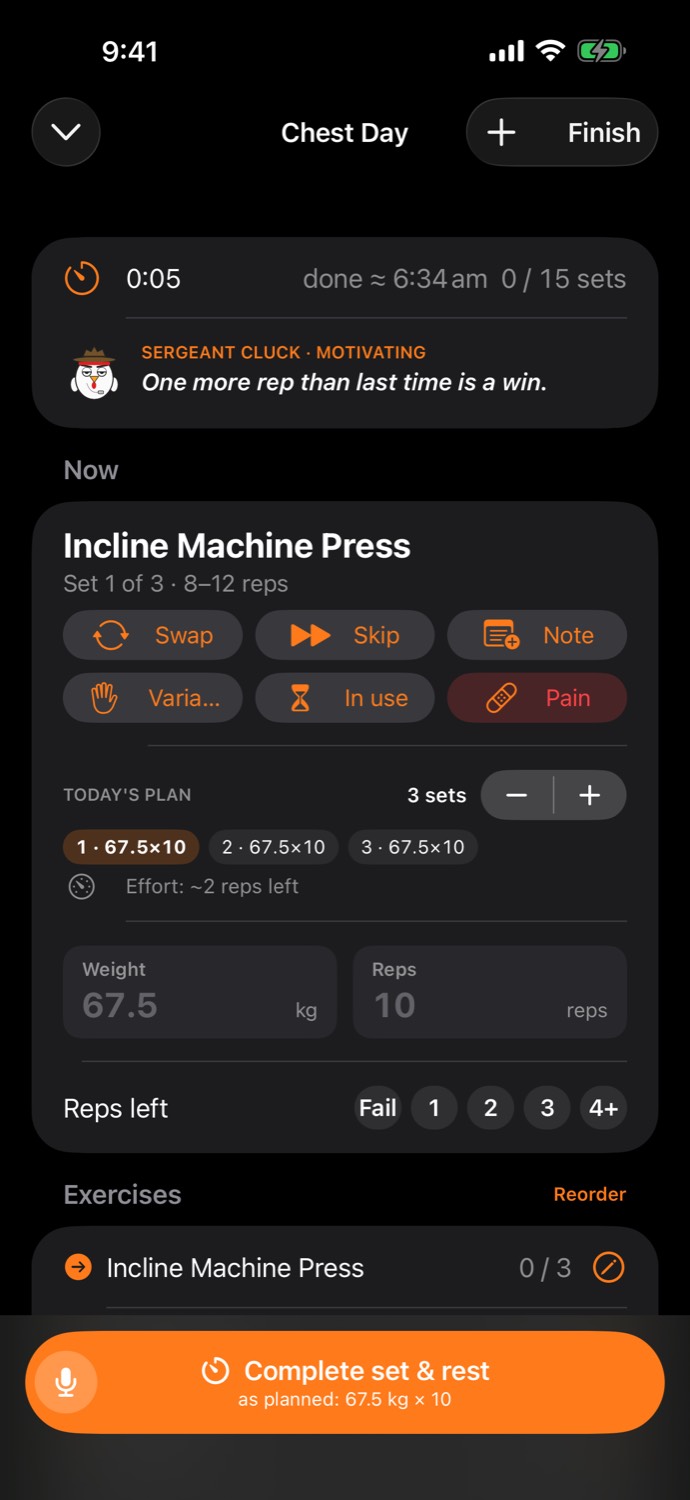 9:41
Chest Day
Finish
0:05 done ≈ 6:34 am 0 / 15 sets
SERGEANT CLUCK · MOTIVATING
One more rep than last time is a win.
Now
Incline Machine Press
Set 1 of 3 · 8–12 reps
Swap Skip Note
Varia... In use Pain
TODAY'S PLAN 3 sets − +
1 · 67.5×10 2 · 67.5×10 3 · 67.5×10
Effort: ~2 reps left
Weight Reps
67.5 kg 10 reps
Reps left Fail 1 2 3 4+
Exercises Reorder
Incline Machine Press 0 / 3
Complete set & rest
as planned: 67.5 kg × 10